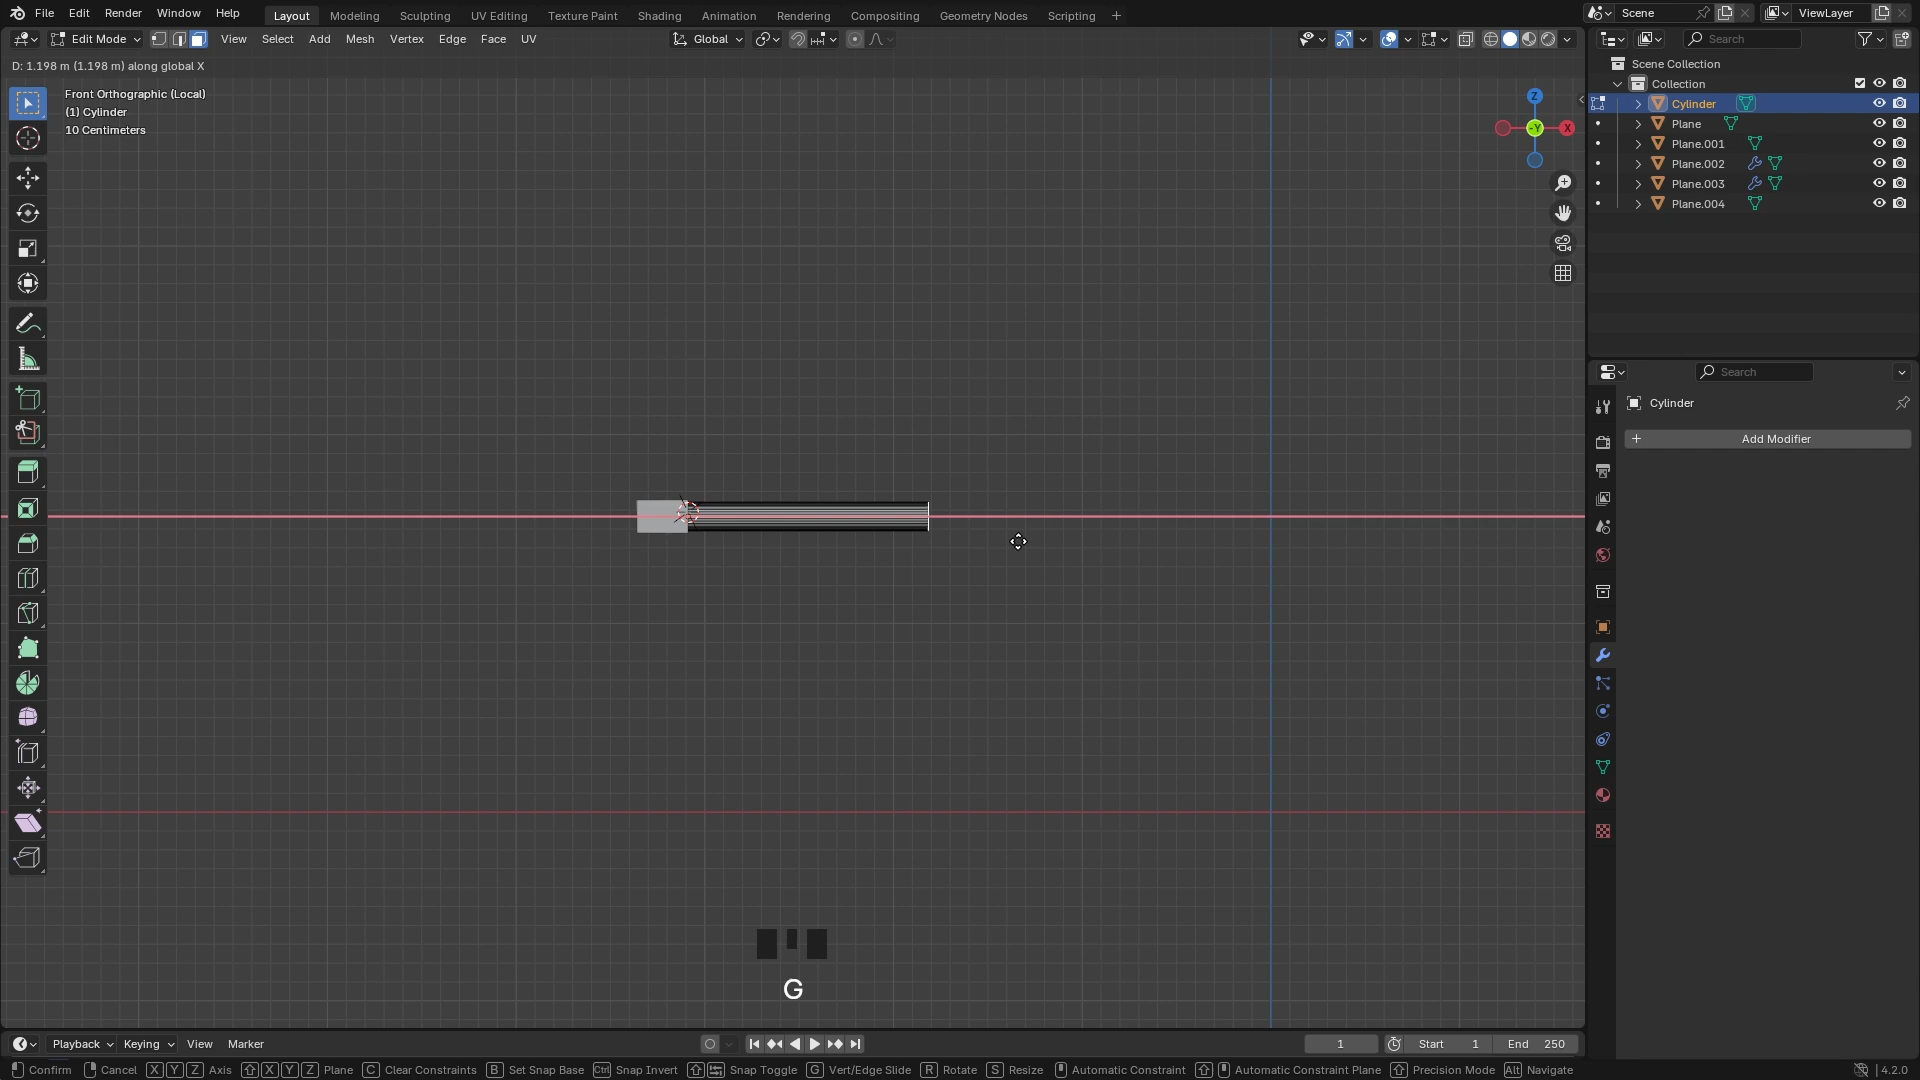 File Edit Render Window Help Layout Modeling Sculpting UV Editing Texture Paint Shading Animation Rendering Compositing Geometry Nodes Scripting + Scene ViewLayer
Edit Mode View Select Add Mesh Vertex Edge Face UV Global Search
D: 1.198 m (1.198 m) along global X
Scene Collection
Collection
Front Orthographic (Local)
(1) Cylinder
10 Centimeters
Z
-Y
X
Cylinder
Plane
Plane.001
Plane.002
Plane.003
Plane.004
Search
Cylinder
+ Add Modifier
G
Playback Keying View Marker 1 Start 1 End 250
Confirm Cancel X Y Z Axis X Y Z Plane C Clear Constraints B Set Snap Base Ctrl Snap Invert Snap Toggle G Vert/Edge Slide R Rotate S Resize Automatic Constraint Automatic Constraint Plane Precision Mode Alt Navigate 4.2.0